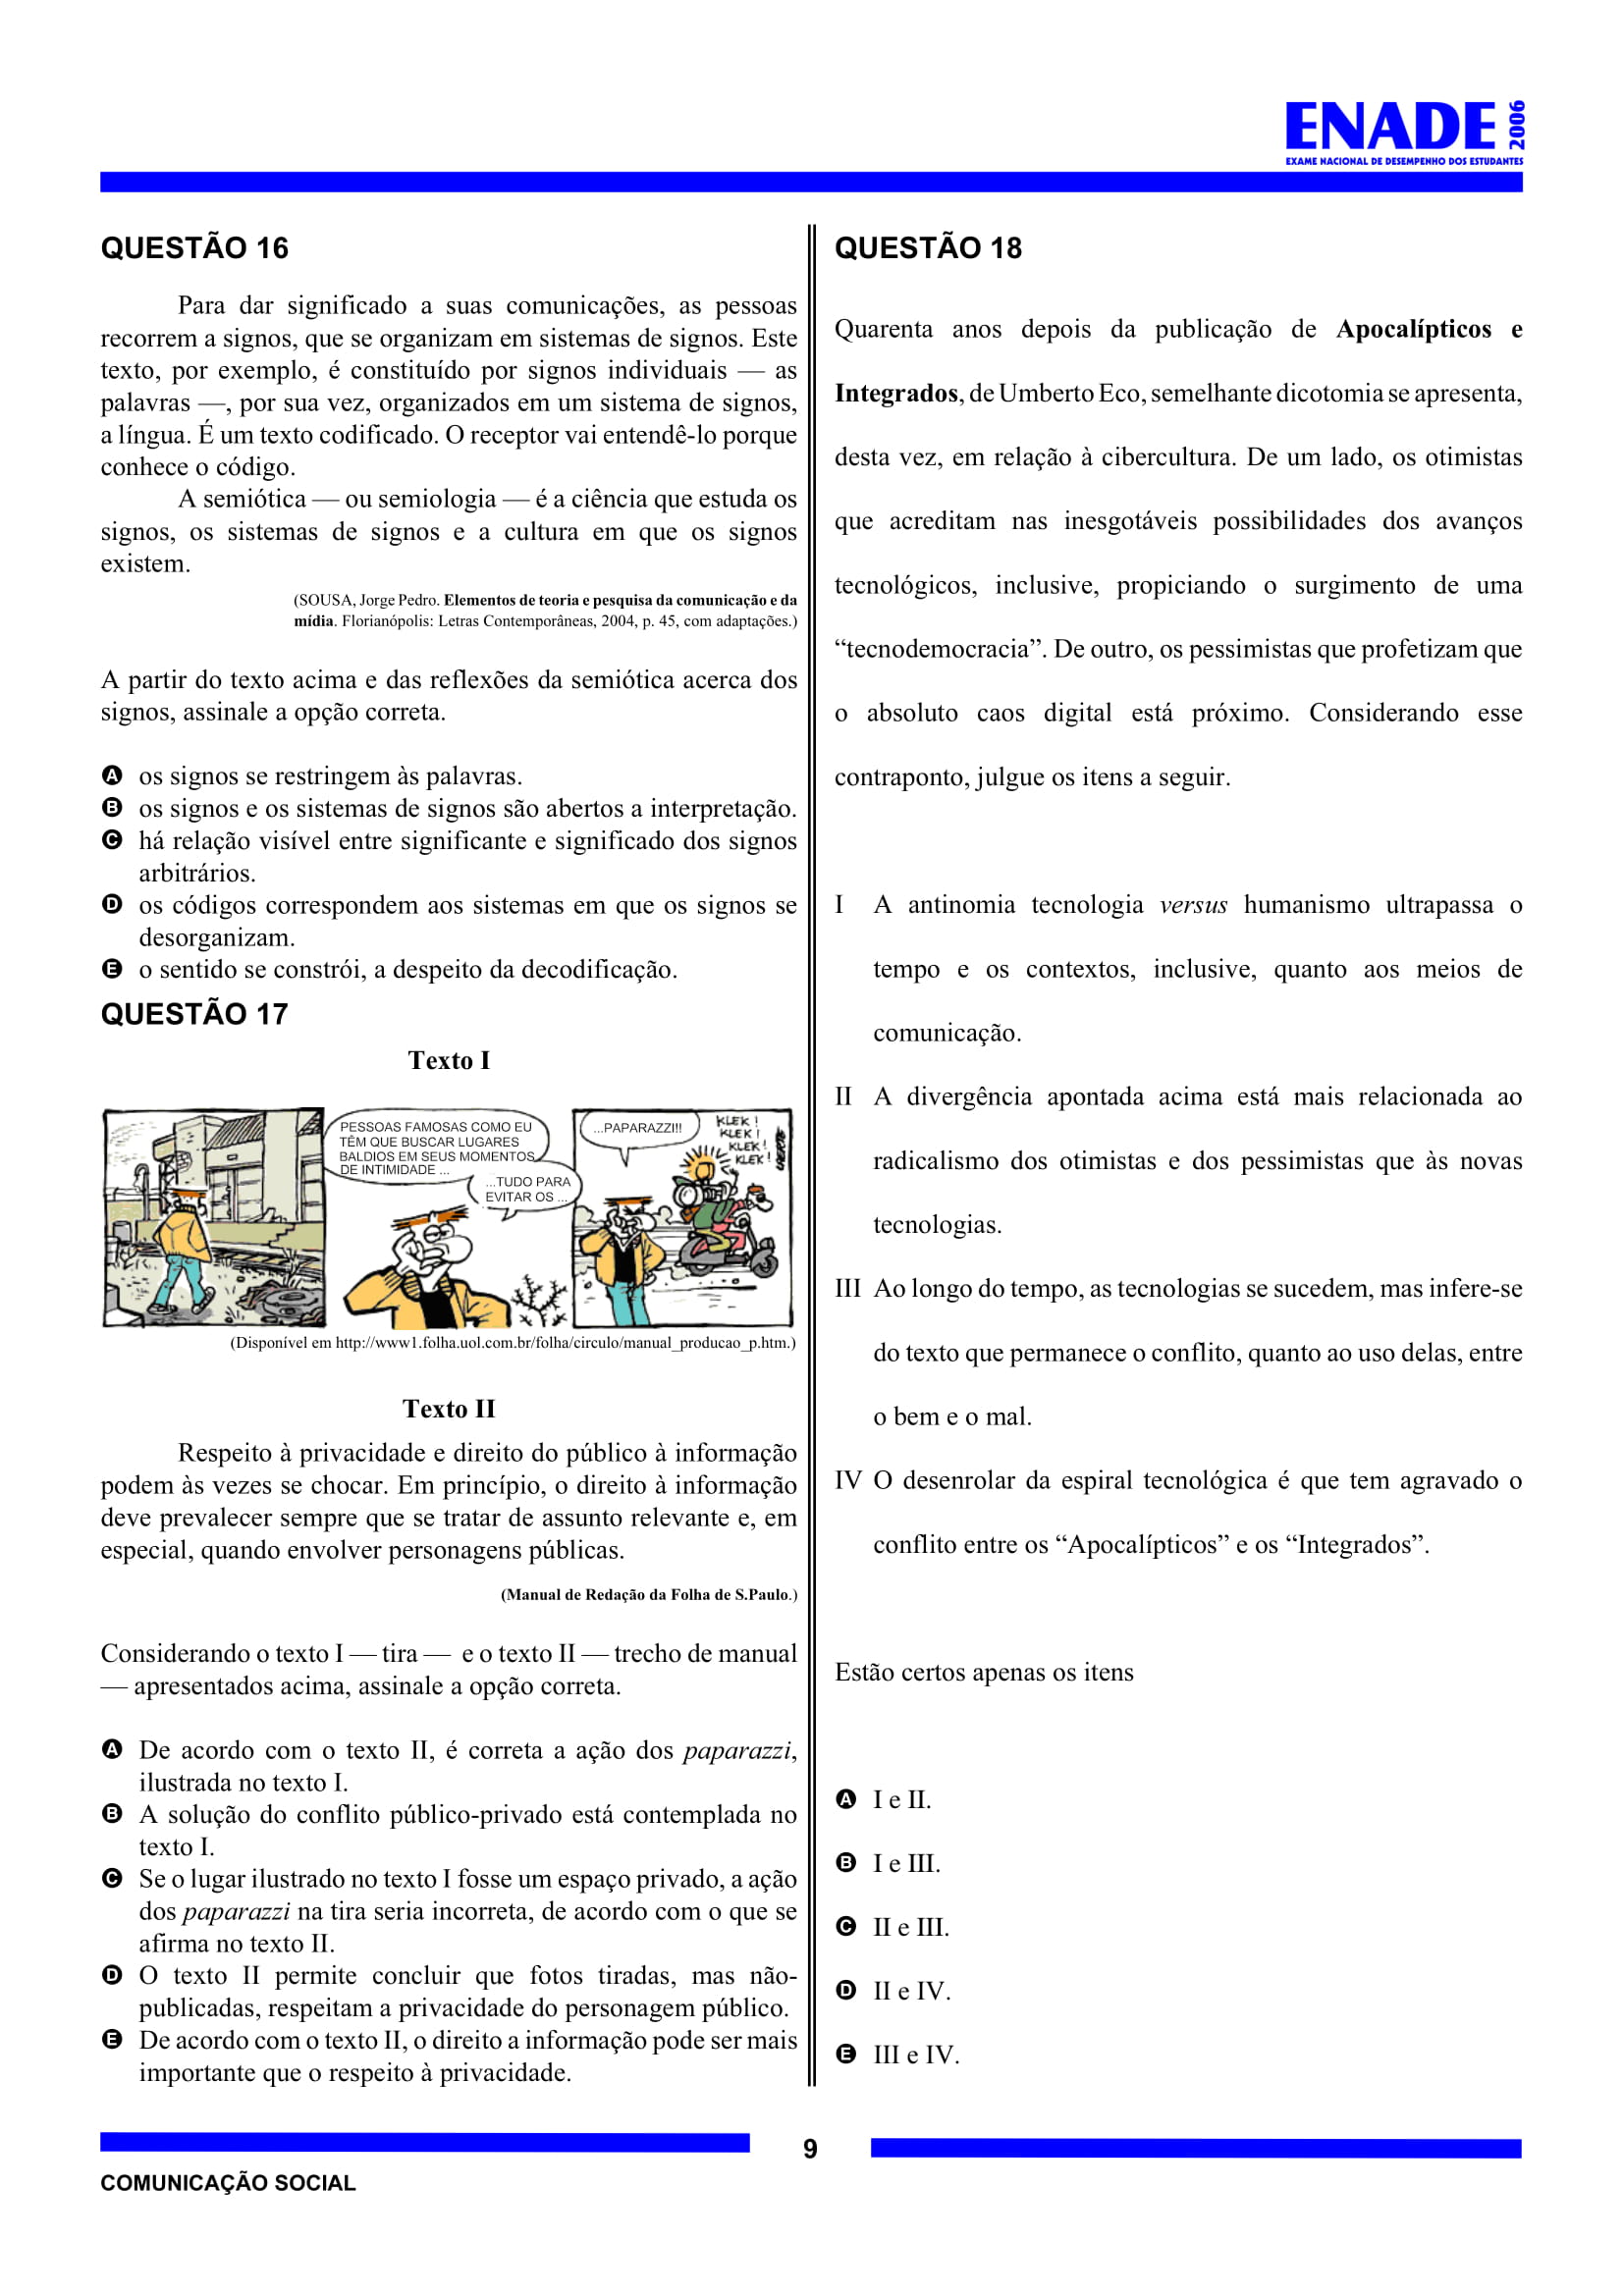 ENADE 2006
EXAME NACIONAL DE DESEMPENHO DOS ESTUDANTES
QUESTÃO 16
Para dar significado a suas comunicações, as pessoas
recorrem a signos, que se organizam em sistemas de signos. Este
texto, por exemplo, é constituído por signos individuais — as
palavras —, por sua vez, organizados em um sistema de signos,
a língua. É um texto codificado. O receptor vai entendê-lo porque
conhece o código.
A semiótica — ou semiologia — é a ciência que estuda os
signos, os sistemas de signos e a cultura em que os signos
existem.
(SOUSA, Jorge Pedro. Elementos de teoria e pesquisa da comunicação e da
mídia. Florianópolis: Letras Contemporâneas, 2004, p. 45, com adaptações.)
A partir do texto acima e das reflexões da semiótica acerca dos
signos, assinale a opção correta.
A os signos se restringem às palavras.
B os signos e os sistemas de signos são abertos a interpretação.
C há relação visível entre significante e significado dos signos
arbitrários.
D os códigos correspondem aos sistemas em que os signos se
desorganizam.
E o sentido se constrói, a despeito da decodificação.
QUESTÃO 17
Texto I
PESSOAS FAMOSAS COMO EU
TÊM QUE BUSCAR LUGARES
BALDIOS EM SEUS MOMENTOS
DE INTIMIDADE ...
...TUDO PARA
EVITAR OS ...
...PAPARAZZI!!
KLEK !
KLEK !
KLEK !
KLEK !
(Disponível em http://www1.folha.uol.com.br/folha/circulo/manual_producao_p.htm.)
Texto II
Respeito à privacidade e direito do público à informação
podem às vezes se chocar. Em princípio, o direito à informação
deve prevalecer sempre que se tratar de assunto relevante e, em
especial, quando envolver personagens públicas.
(Manual de Redação da Folha de S.Paulo.)
Considerando o texto I — tira — e o texto II — trecho de manual
— apresentados acima, assinale a opção correta.
A De acordo com o texto II, é correta a ação dos paparazzi,
ilustrada no texto I.
B A solução do conflito público-privado está contemplada no
texto I.
C Se o lugar ilustrado no texto I fosse um espaço privado, a ação
dos paparazzi na tira seria incorreta, de acordo com o que se
afirma no texto II.
D O texto II permite concluir que fotos tiradas, mas não-
publicadas, respeitam a privacidade do personagem público.
E De acordo com o texto II, o direito a informação pode ser mais
importante que o respeito à privacidade.
QUESTÃO 18
Quarenta anos depois da publicação de Apocalípticos e
Integrados, de Umberto Eco, semelhante dicotomia se apresenta,
desta vez, em relação à cibercultura. De um lado, os otimistas
que acreditam nas inesgotáveis possibilidades dos avanços
tecnológicos, inclusive, propiciando o surgimento de uma
“tecnodemocracia”. De outro, os pessimistas que profetizam que
o absoluto caos digital está próximo. Considerando esse
contraponto, julgue os itens a seguir.
I A antinomia tecnologia versus humanismo ultrapassa o
tempo e os contextos, inclusive, quanto aos meios de
comunicação.
II A divergência apontada acima está mais relacionada ao
radicalismo dos otimistas e dos pessimistas que às novas
tecnologias.
III Ao longo do tempo, as tecnologias se sucedem, mas infere-se
do texto que permanece o conflito, quanto ao uso delas, entre
o bem e o mal.
IV O desenrolar da espiral tecnológica é que tem agravado o
conflito entre os “Apocalípticos” e os “Integrados”.
Estão certos apenas os itens
A I e II.
B I e III.
C II e III.
D II e IV.
E III e IV.
9
COMUNICAÇÃO SOCIAL